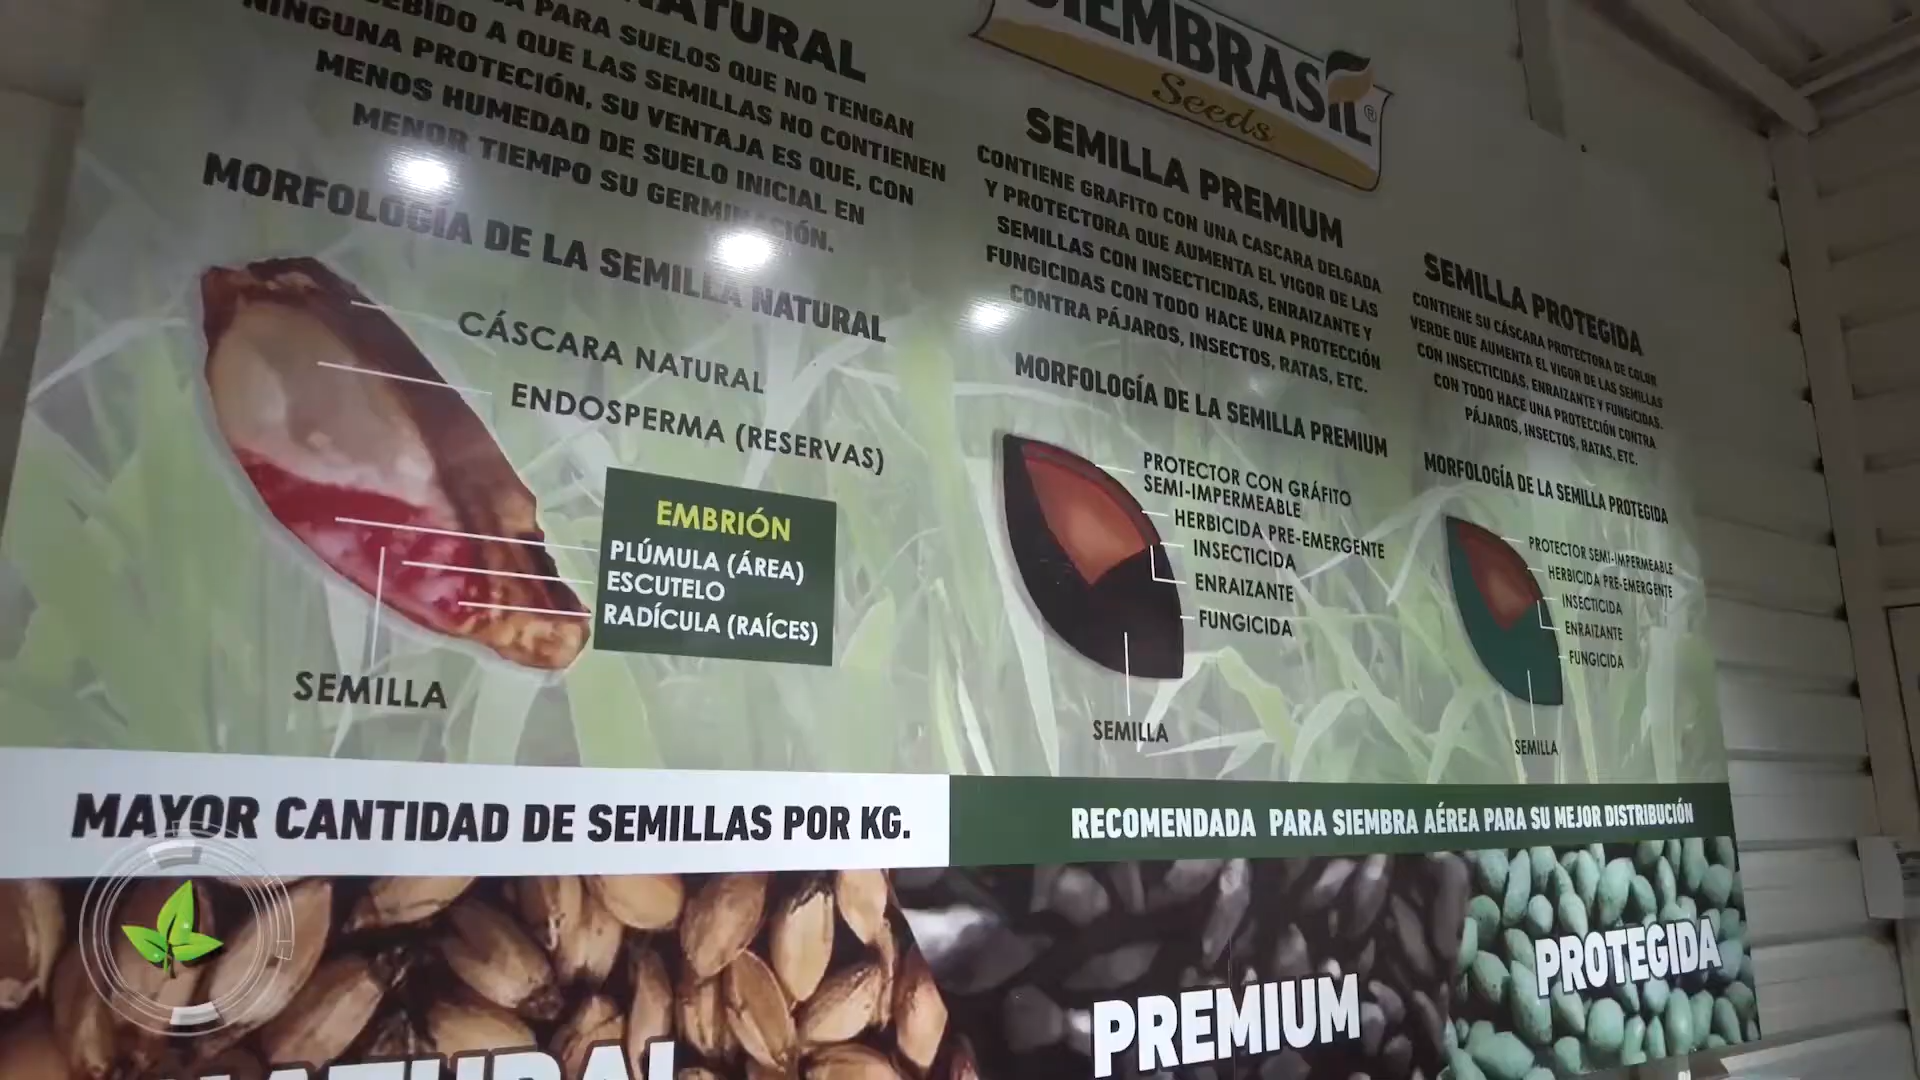 NATURAL
PARA SUELOS QUE NO TENGAN
DEBIDO A QUE LAS SEMILLAS NO CONTIENEN
NINGUNA PROTECIÓN, SU VENTAJA ES QUE, CON
MENOS HUMEDAD DE SUELO INICIAL EN
MENOR TIEMPO SU GERMINACIÓN.
MORFOLOGÍA DE LA SEMILLA NATURAL
CÁSCARA NATURAL
ENDOSPERMA (RESERVAS)
EMBRIÓN
PLÚMULA (ÁREA)
ESCUTELO
RADÍCULA (RAÍCES)
SEMILLA
MAYOR CANTIDAD DE SEMILLAS POR KG.
NATURAL
SIEMBRASIL®
Seeds
SEMILLA PREMIUM
CONTIENE GRAFITO CON UNA CASCARA DELGADA
Y PROTECTORA QUE AUMENTA EL VIGOR DE LAS
SEMILLAS CON INSECTICIDAS, ENRAIZANTE Y
FUNGICIDAS CON TODO HACE UNA PROTECCIÓN
CONTRA PÁJAROS, INSECTOS, RATAS, ETC.
MORFOLOGÍA DE LA SEMILLA PREMIUM
PROTECTOR CON GRÁFITO
SEMI-IMPERMEABLE
HERBICIDA PRE-EMERGENTE
INSECTICIDA
ENRAIZANTE
FUNGICIDA
SEMILLA
SEMILLA PROTEGIDA
CONTIENE SU CÁSCARA PROTECTORA DE COLOR
VERDE QUE AUMENTA EL VIGOR DE LAS SEMILLAS
CON INSECTICIDAS, ENRAIZANTE Y FUNGICIDAS.
CON TODO HACE UNA PROTECCIÓN CONTRA
PÁJAROS, INSECTOS, RATAS, ETC.
MORFOLOGÍA DE LA SEMILLA PROTEGIDA
PROTECTOR SEMI-IMPERMEABLE
HERBICIDA PRE-EMERGENTE
INSECTICIDA
ENRAIZANTE
FUNGICIDA
SEMILLA
RECOMENDADA PARA SIEMBRA AÉREA PARA SU MEJOR DISTRIBUCIÓN
PREMIUM
PROTEGIDA